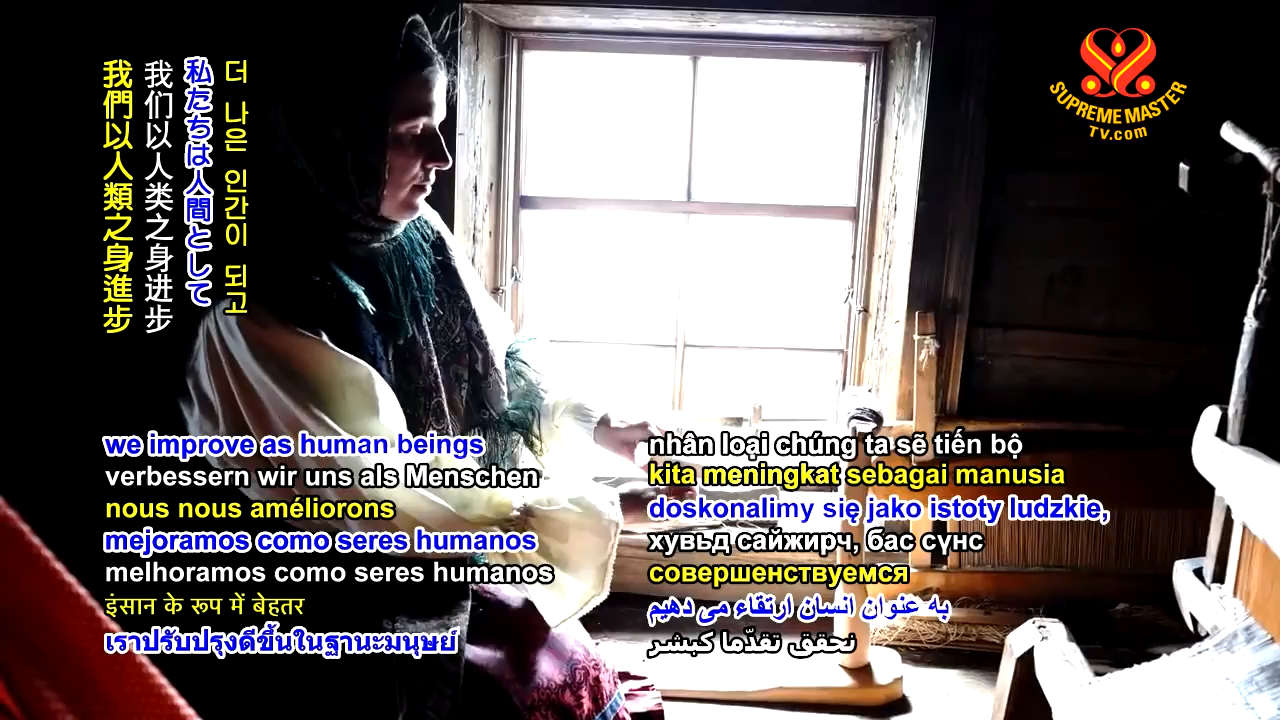 我們以人類之身進步
我们以人类之身进步
私たちは人間として
더 나은 인간이 되고
SUPREME MASTER
TV.com
we improve as human beings
verbessern wir uns als Menschen
nous nous améliorons
mejoramos como seres humanos
melhoramos como seres humanos
इंसान के रूप में बेहतर
เราปรับปรุงดีขึ้นในฐานะมนุษย์
nhân loại chúng ta sẽ tiến bộ
kita meningkat sebagai manusia
doskonalimy się jako istoty ludzkie,
хувьд сайжирч, бас сүнс
совершенствуемся
به عنوان انسان ارتقاء می دهیم
نحقق تقدّما كبشر